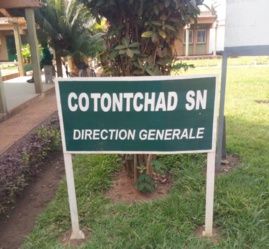 COTONTCHAD SN
DIRECTION GENERALE